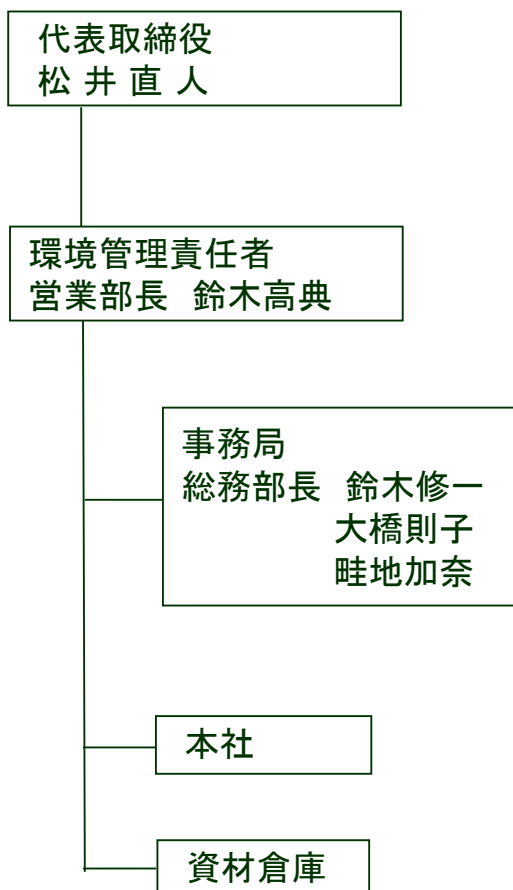 代表取締役
松 井 直 人
環境管理責任者
営業部長 鈴木高典
事務局
総務部長 鈴木修一
大橋則子
畦地加奈
本社
資材倉庫